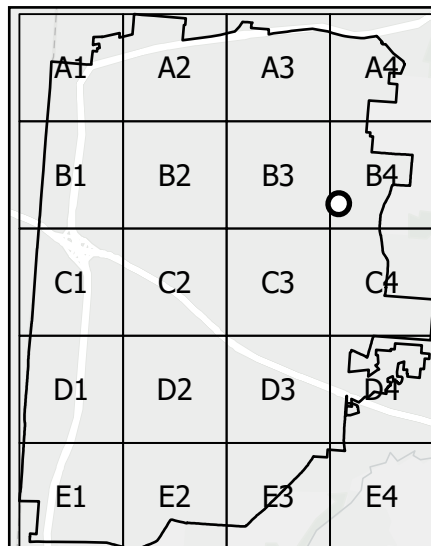 A1 A2 A3 A4
B1 B2 B3 B4
C1 C2 C3 C4
D1 D2 D3 D4
E1 E2 E3 E4